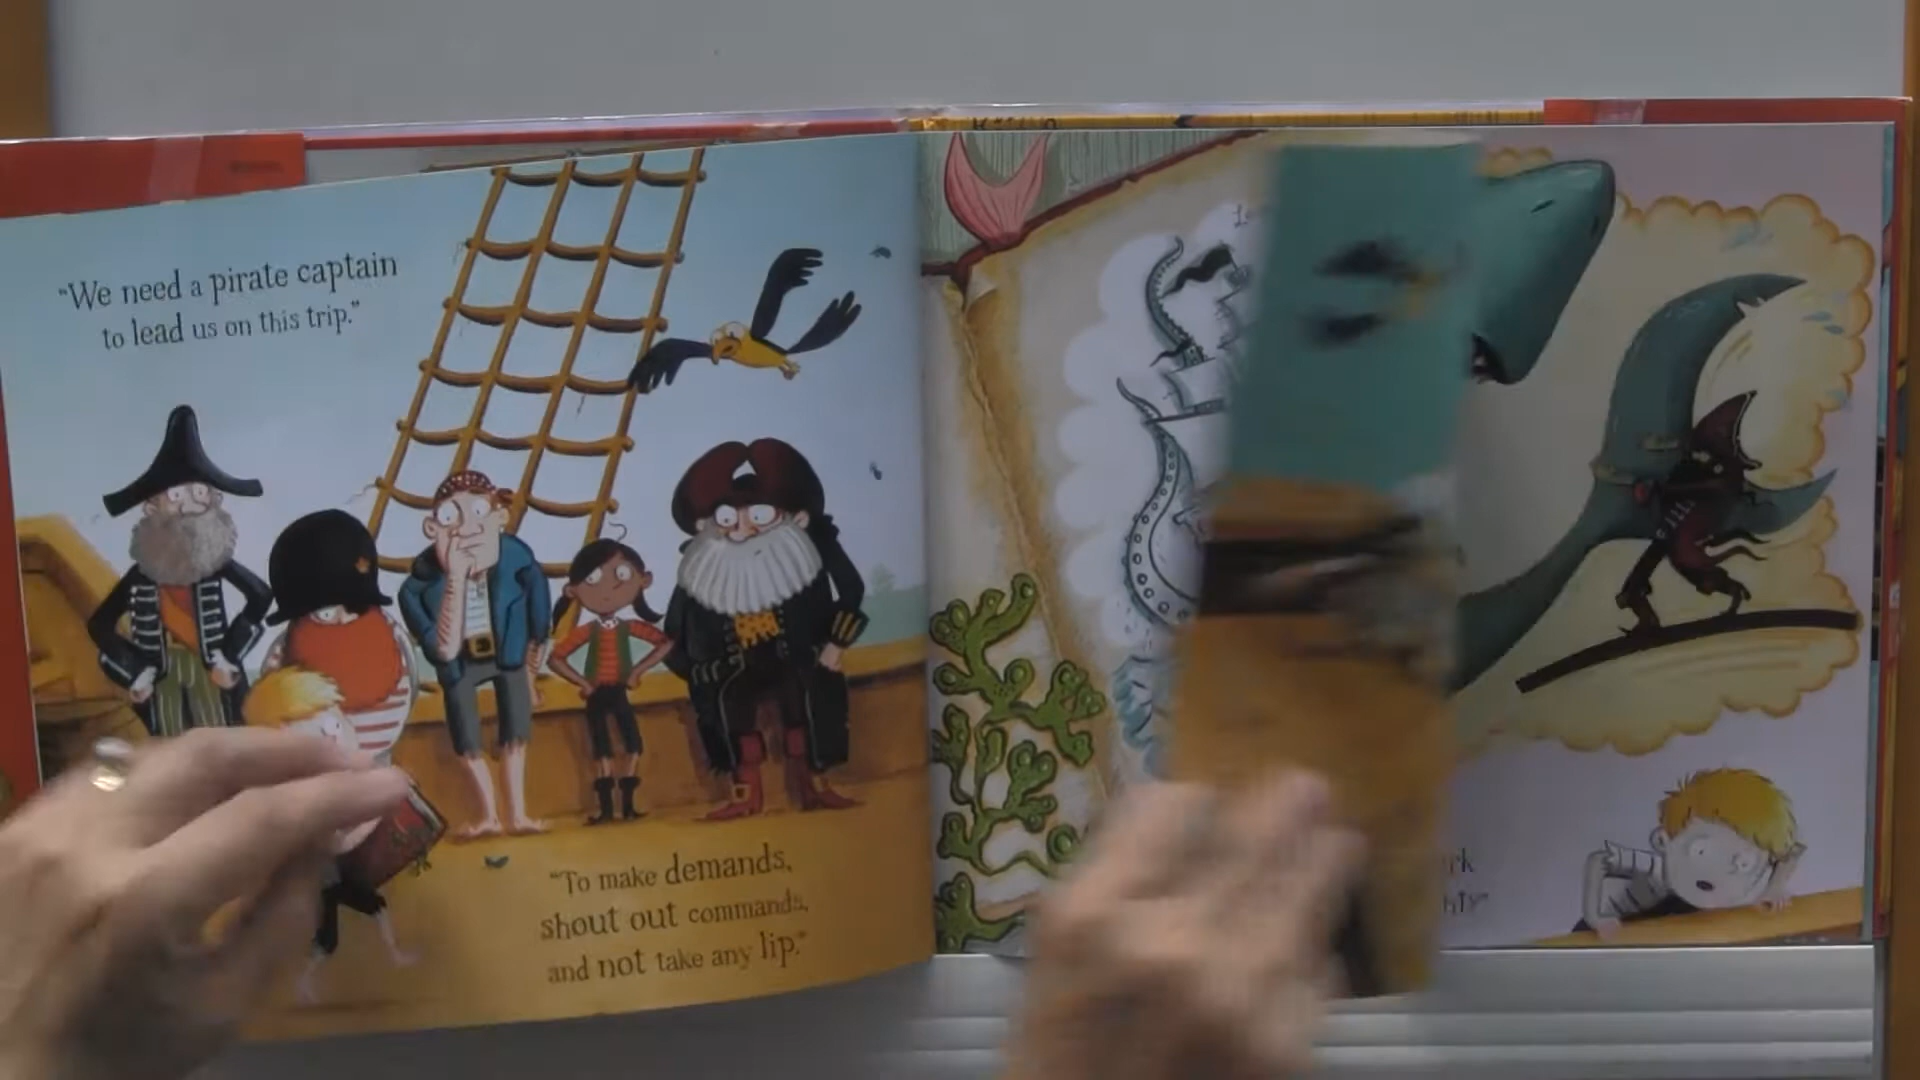 "We need a pirate captain
to lead us on this trip."
"To make demands,
shout out commands,
and not take any lip."